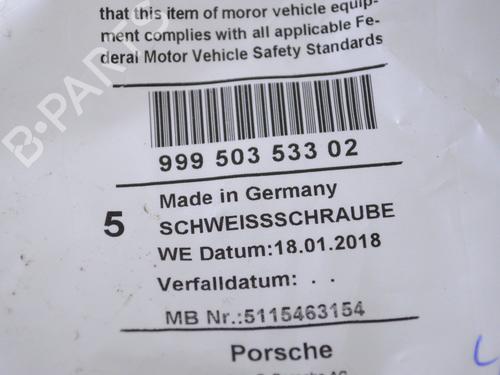 that this item of moror vehicle equip-
ment complies with all applicable Fe-
deral Motor Vehicle Safety Standards
B-PARTS
999 503 533 02
Made in Germany
5
SCHWEISSSCHRAUBE
WE Datum:18.01.2018
Verfalldatum: . .
MB Nr.:5115463154
Porsche